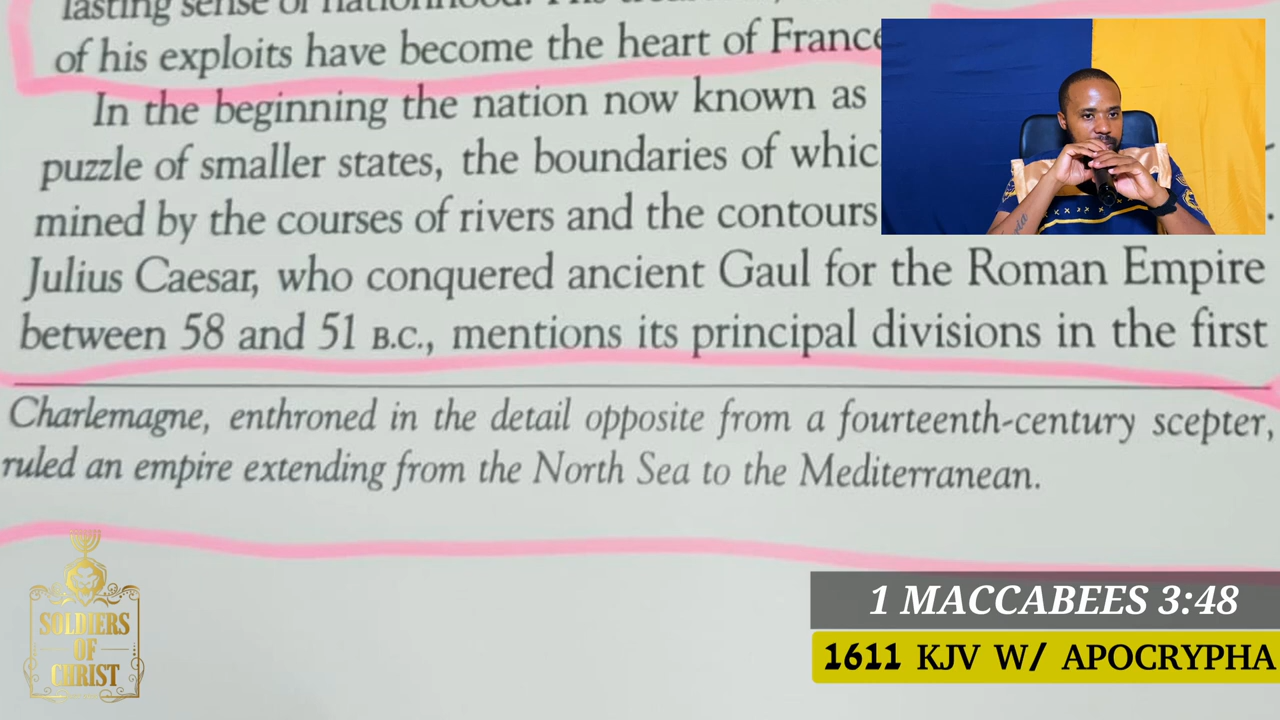 lasting sense of nationhood.
of his exploits have become the heart of France
In the beginning the nation now known as
puzzle of smaller states, the boundaries of whic
mined by the courses of rivers and the contours
Julius Caesar, who conquered ancient Gaul for the Roman Empire
between 58 and 51 B.C., mentions its principal divisions in the first
Charlemagne, enthroned in the detail opposite from a fourteenth-century scepter,
ruled an empire extending from the North Sea to the Mediterranean.
SOLDIERS
OF
CHRIST
1 MACCABEES 3:48
1611 KJV W/ APOCRYPHA